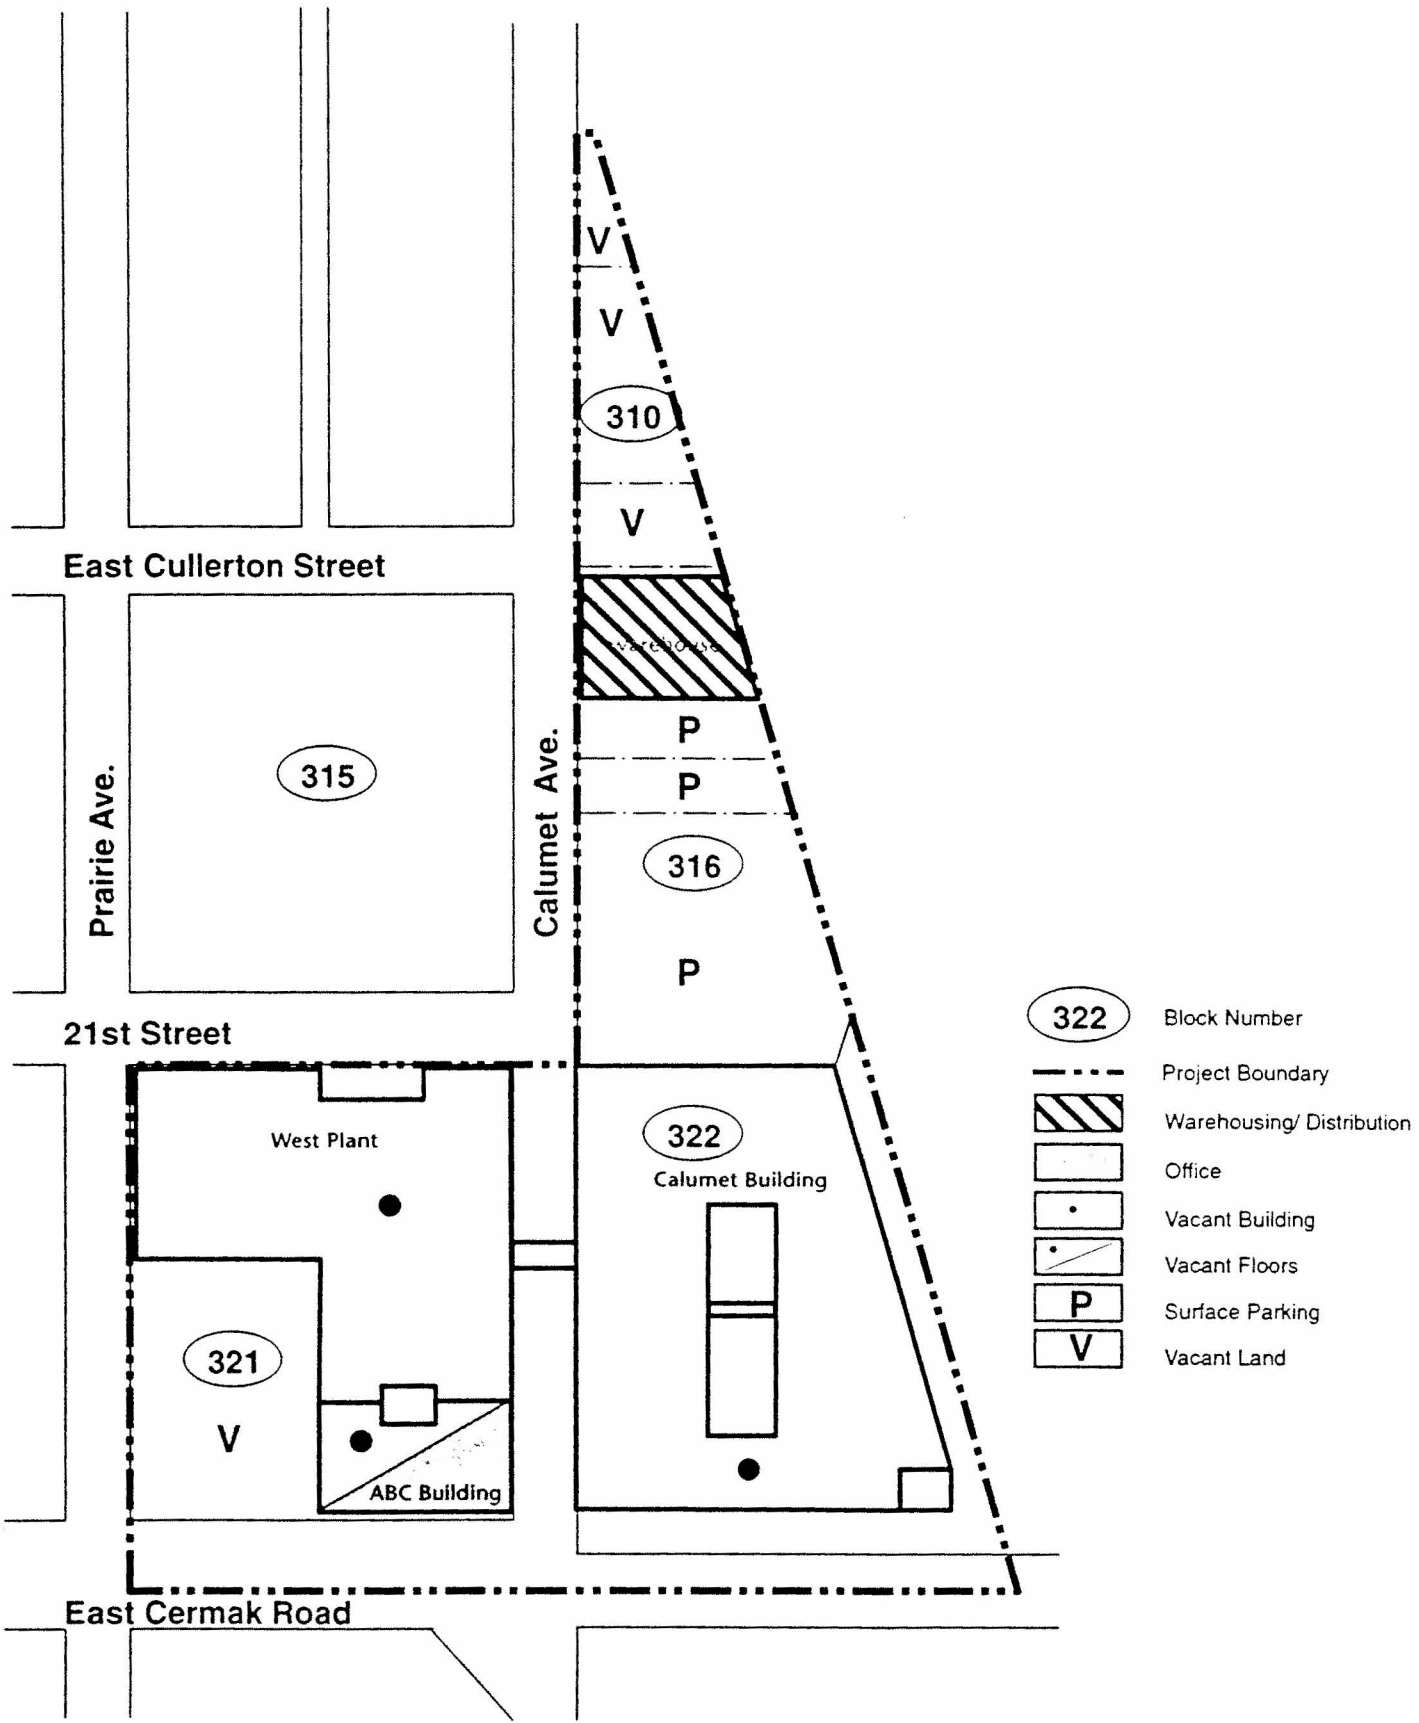 V
V
310
V
East Cullerton Street
Warehouse
P
P
315
Prairie Ave.
Calumet Ave.
316
P
21st Street
322
Block Number
Project Boundary
Warehousing/ Distribution
Office
Vacant Building
Vacant Floors
P
Surface Parking
V
Vacant Land
West Plant
322
Calumet Building
321
V
ABC Building
East Cermak Road